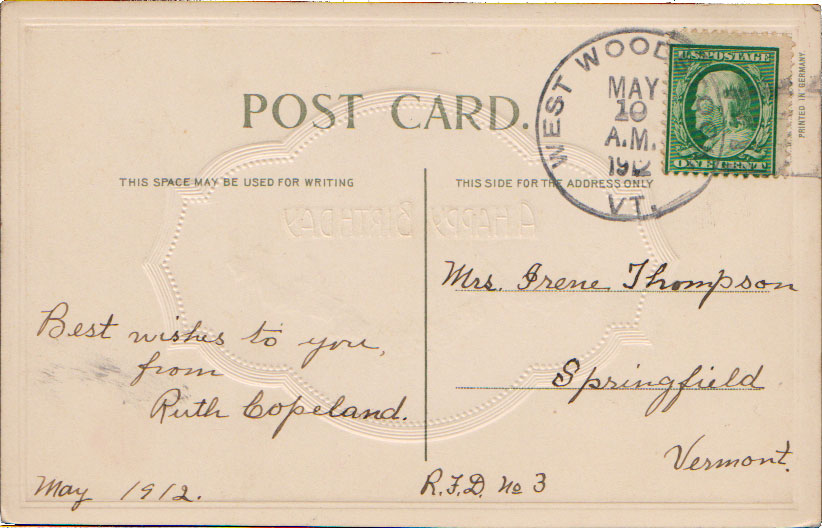 POST CARD.
THIS SPACE MAY BE USED FOR WRITING
THIS SIDE FOR THE ADDRESS ONLY
WEST WOOD
MAY
10
A.M.
1912
VT.
U.S. POSTAGE
ONE CENT
PRINTED IN GERMANY.
A HAPPY BIRTHDAY
Best wishes to you,
from
Ruth Copeland.
May 1912.
Mrs. Irene Thompson
Springfield
Vermont.
R.F.D. No 3